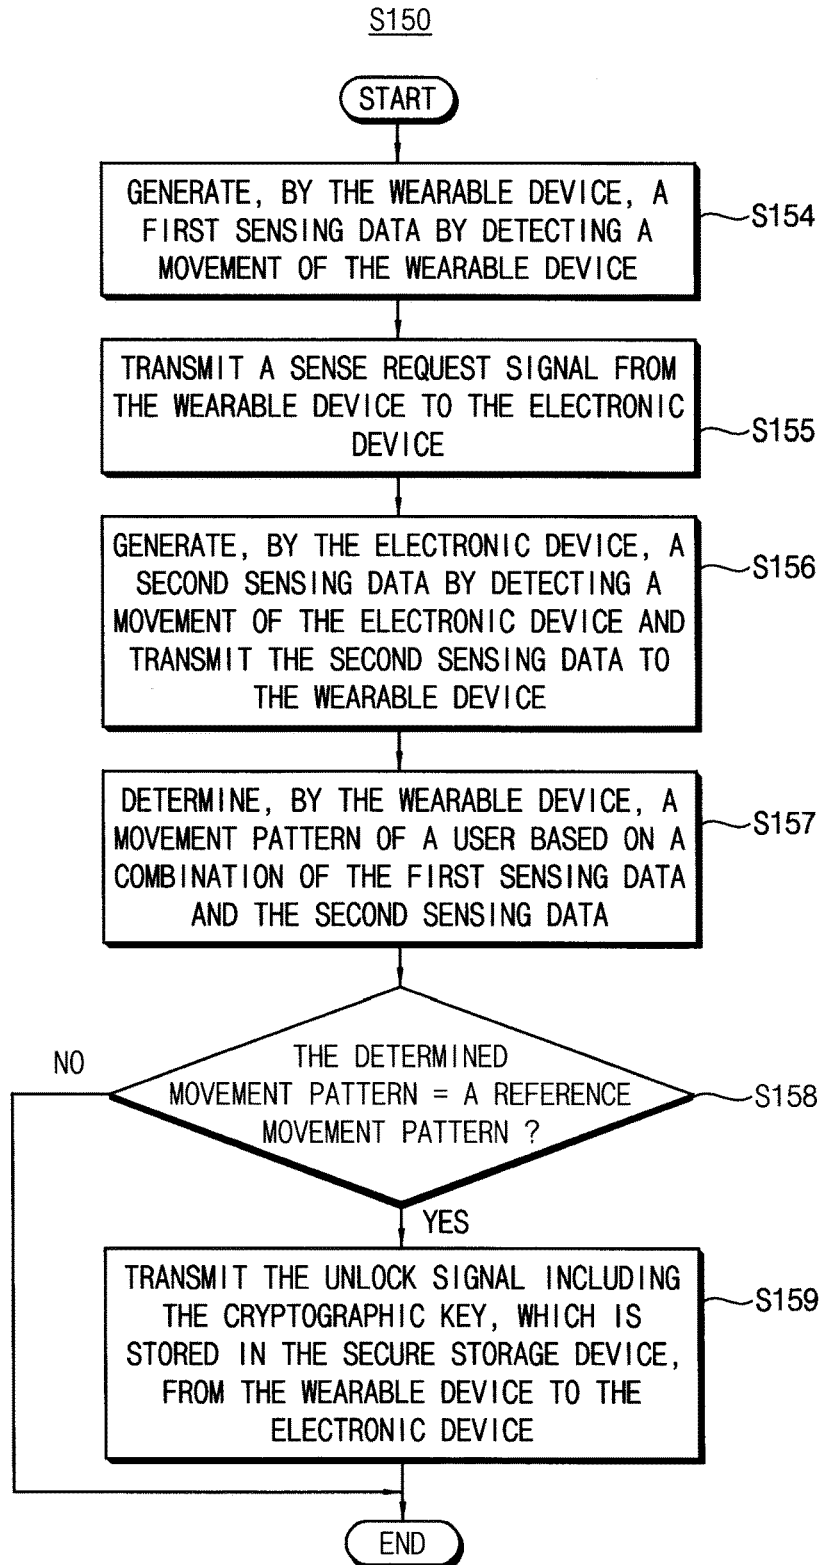 S150
START
GENERATE, BY THE WEARABLE DEVICE, A
FIRST SENSING DATA BY DETECTING A
MOVEMENT OF THE WEARABLE DEVICE
S154
TRANSMIT A SENSE REQUEST SIGNAL FROM
THE WEARABLE DEVICE TO THE ELECTRONIC
DEVICE
S155
GENERATE, BY THE ELECTRONIC DEVICE, A
SECOND SENSING DATA BY DETECTING A
MOVEMENT OF THE ELECTRONIC DEVICE AND
TRANSMIT THE SECOND SENSING DATA TO
THE WEARABLE DEVICE
S156
DETERMINE, BY THE WEARABLE DEVICE, A
MOVEMENT PATTERN OF A USER BASED ON A
COMBINATION OF THE FIRST SENSING DATA
AND THE SECOND SENSING DATA
S157
NO
THE DETERMINED
MOVEMENT PATTERN = A REFERENCE
MOVEMENT PATTERN ?
S158
YES
TRANSMIT THE UNLOCK SIGNAL INCLUDING
THE CRYPTOGRAPHIC KEY, WHICH IS
STORED IN THE SECURE STORAGE DEVICE,
FROM THE WEARABLE DEVICE TO THE
ELECTRONIC DEVICE
S159
END